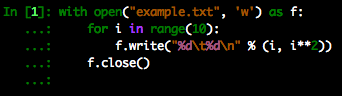 In [1]: with open("example.txt", 'w') as f:
   ...:     for i in range(10):
   ...:         f.write("%d\t%d\n" % (i, i**2))
   ...:     f.close()
   ...: